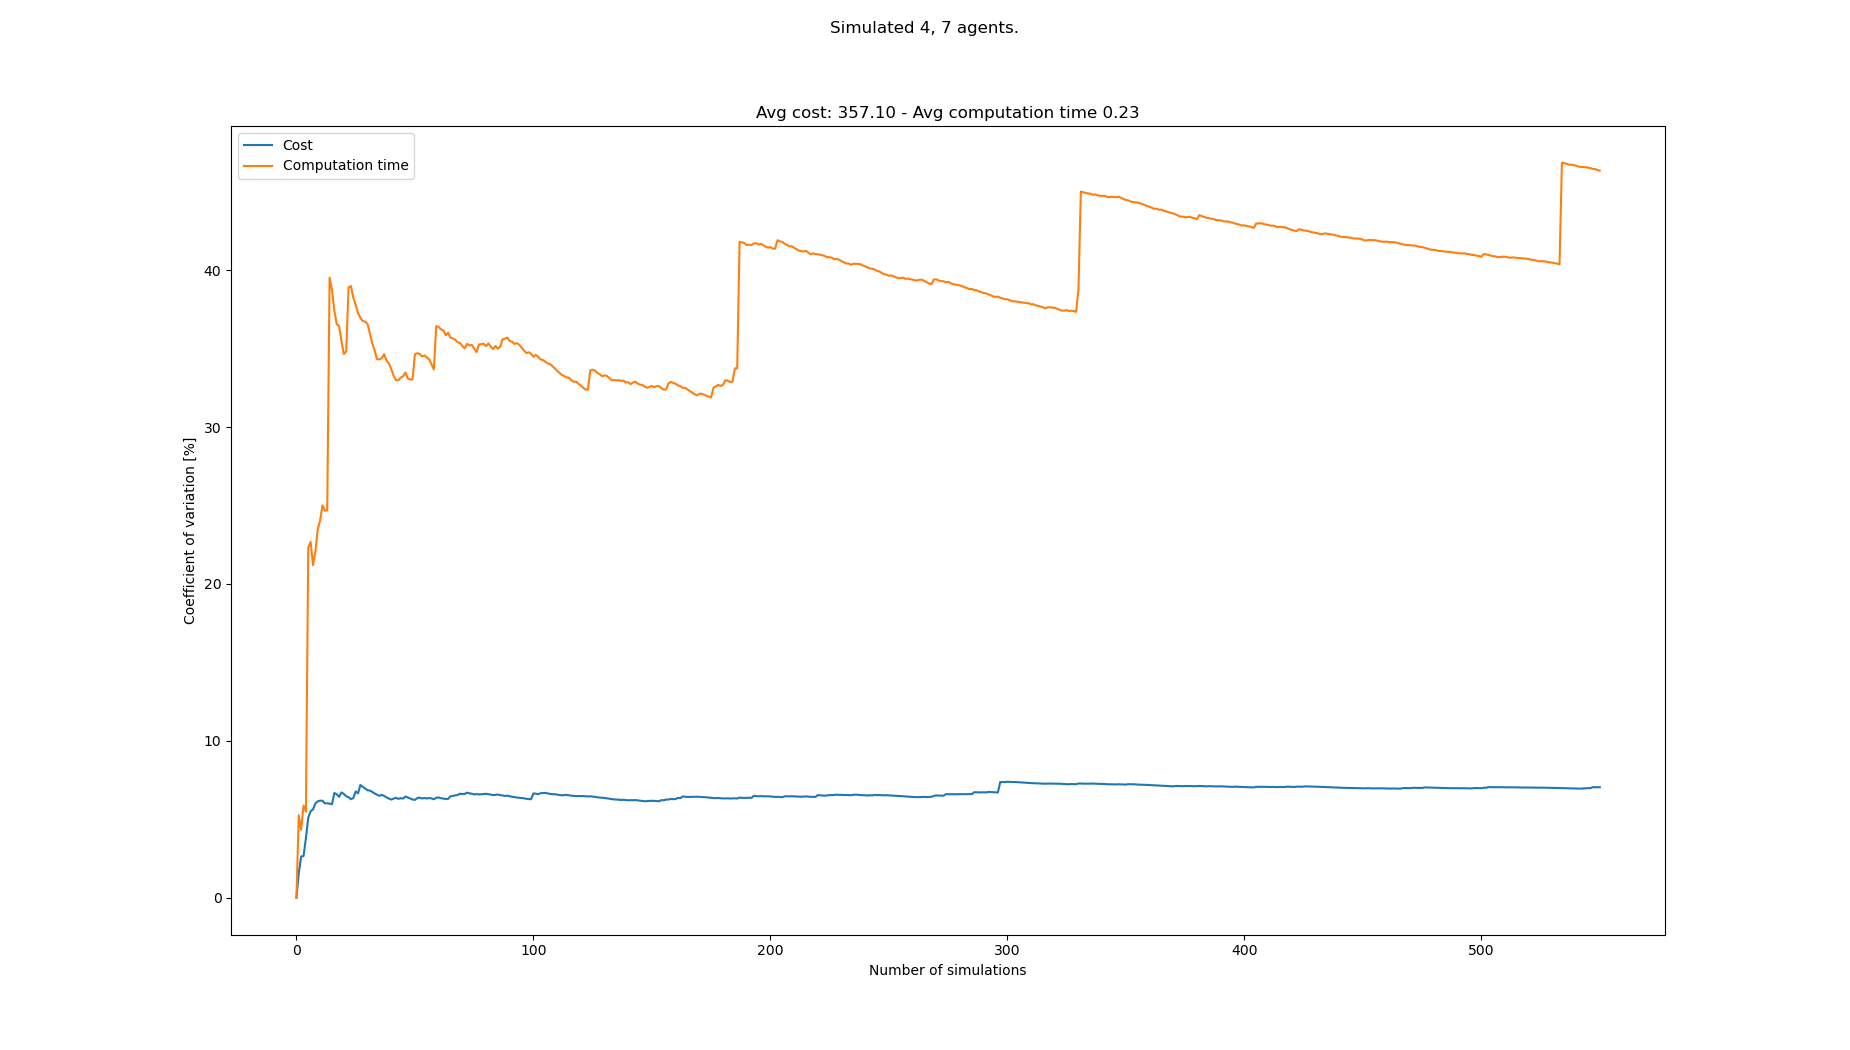 Simulated 4, 7 agents.
Avg cost: 357.10 - Avg computation time 0.23
Cost
Computation time
Coefficient of variation [%]
40
30
20
10
0
0 100 200 300 400 500
Number of simulations